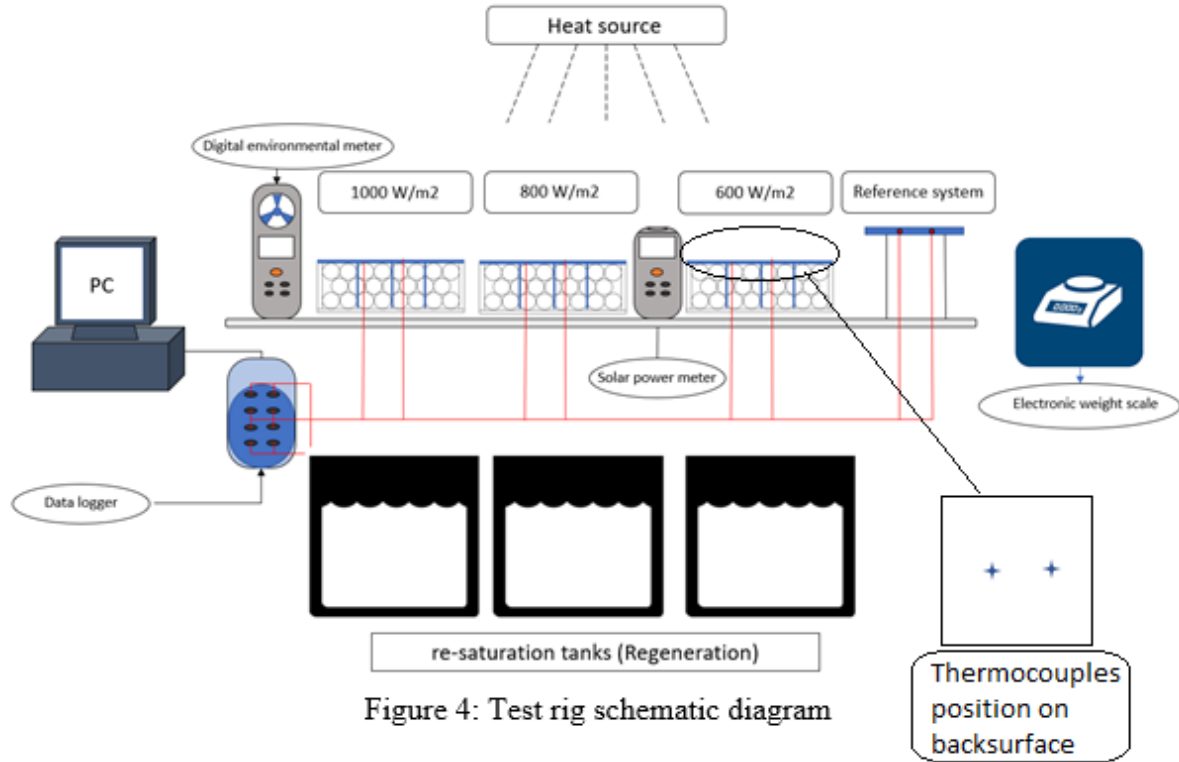 Heat source
Digital environmental meter
1000 W/m2
800 W/m2
600 W/m2
Reference system
PC
Solar power meter
Electronic weight scale
Data logger
re-saturation tanks (Regeneration)
Thermocouples
position on
backsurface
Figure 4: Test rig schematic diagram